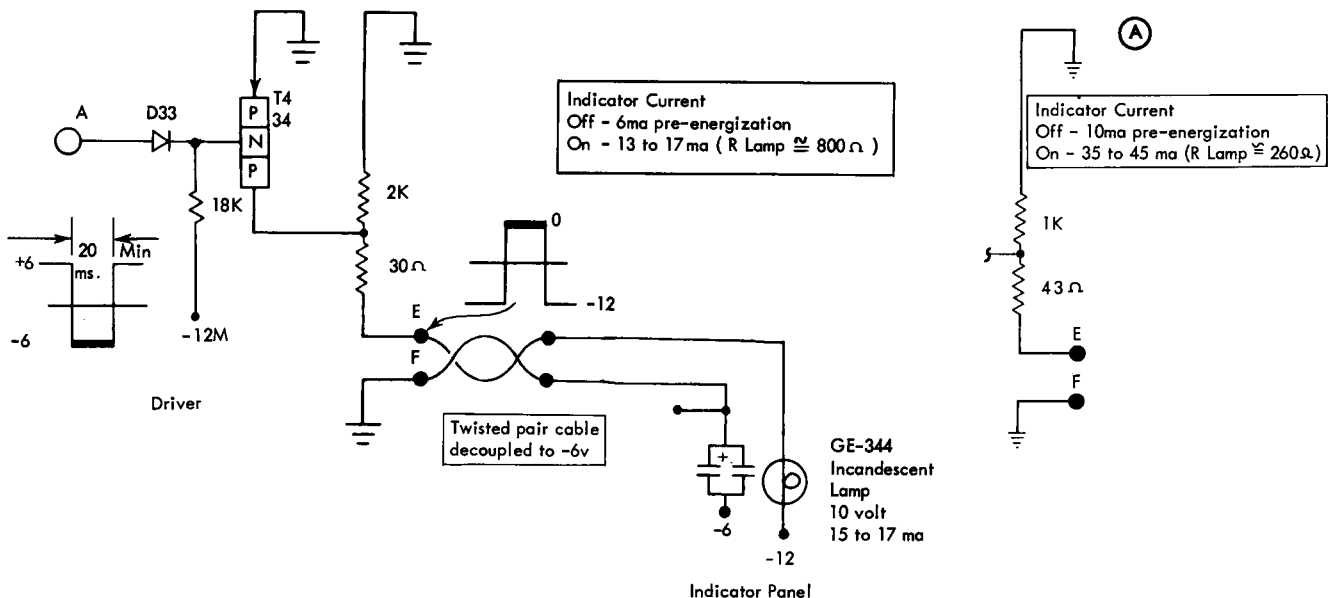 A
D33
T4
34
P
N
P
18K
-12M
+6
20
ms.
Min
-6
Driver
2K
30Ω
Indicator Current
Off - 6ma pre-energization
On - 13 to 17 ma ( R Lamp ≅ 800 Ω )
0
-12
E
F
Twisted pair cable
decoupled to -6v
+
-6
-12
GE-344
Incandescent
Lamp
10 volt
15 to 17 ma
Indicator Panel
A
Indicator Current
Off - 10ma pre-energization
On - 35 to 45 ma (R Lamp ≅ 260Ω)
1K
43 Ω
E
F